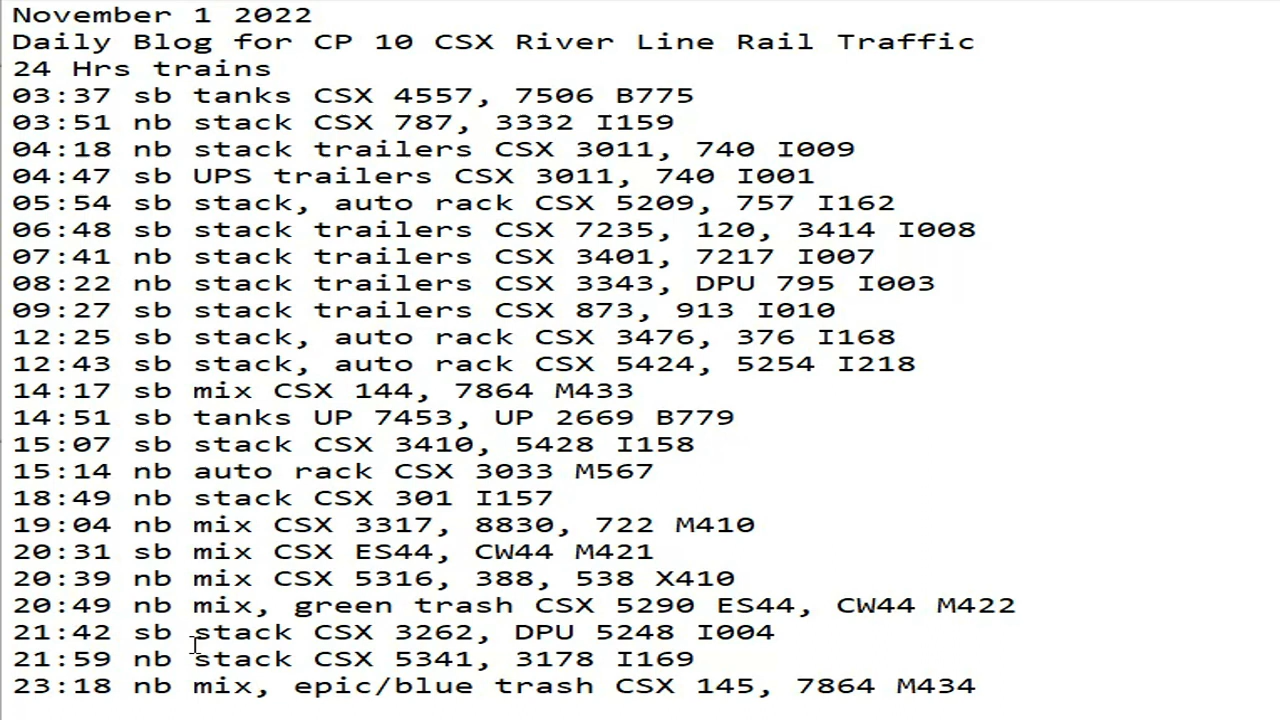 November 1 2022
Daily Blog for CP 10 CSX River Line Rail Traffic
24 Hrs trains
03:37 sb tanks CSX 4557, 7506 B775
03:51 nb stack CSX 787, 3332 I159
04:18 nb stack trailers CSX 3011, 740 I009
04:47 sb UPS trailers CSX 3011, 740 I001
05:54 sb stack, auto rack CSX 5209, 757 I162
06:48 sb stack trailers CSX 7235, 120, 3414 I008
07:41 nb stack trailers CSX 3401, 7217 I007
08:22 nb stack trailers CSX 3343, DPU 795 I003
09:27 sb stack trailers CSX 873, 913 I010
12:25 sb stack, auto rack CSX 3476, 376 I168
12:43 sb stack, auto rack CSX 5424, 5254 I218
14:17 sb mix CSX 144, 7864 M433
14:51 sb tanks UP 7453, UP 2669 B779
15:07 sb stack CSX 3410, 5428 I158
15:14 nb auto rack CSX 3033 M567
18:49 nb stack CSX 301 I157
19:04 nb mix CSX 3317, 8830, 722 M410
20:31 sb mix CSX ES44, CW44 M421
20:39 nb mix CSX 5316, 388, 538 X410
20:49 nb mix, green trash CSX 5290 ES44, CW44 M422
21:42 sb stack CSX 3262, DPU 5248 I004
21:59 nb stack CSX 5341, 3178 I169
23:18 nb mix, epic/blue trash CSX 145, 7864 M434